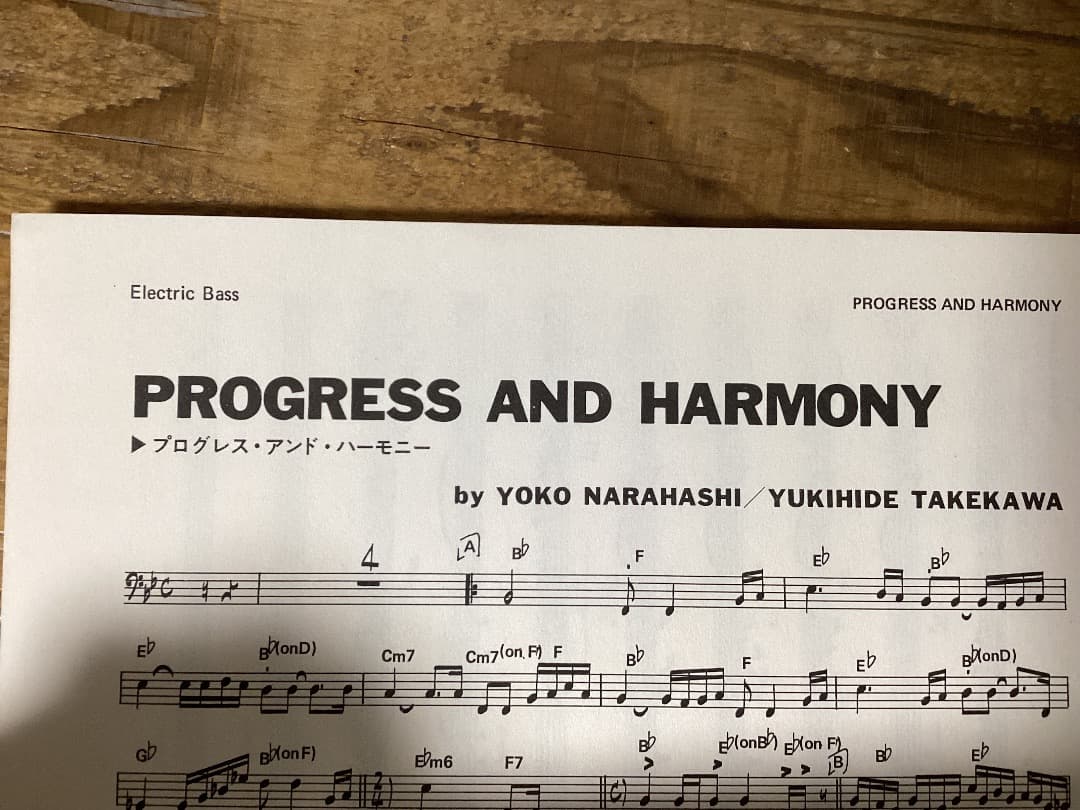 Electric Bass
PROGRESS AND HARMONY
PROGRESS AND HARMONY
▶プログレス・アンド・ハーモニー
by YOKO NARAHASHI／YUKIHIDE TAKEKAWA
4 A B♭ F E♭ B♭
E♭ B♭(onD) Cm7 Cm7(on F) F B♭ F E♭ B♭(onD)
G♭ B♭(onF) E♭m6 F7 B♭ E♭(onB♭) E♭(on F) B B♭ E♭